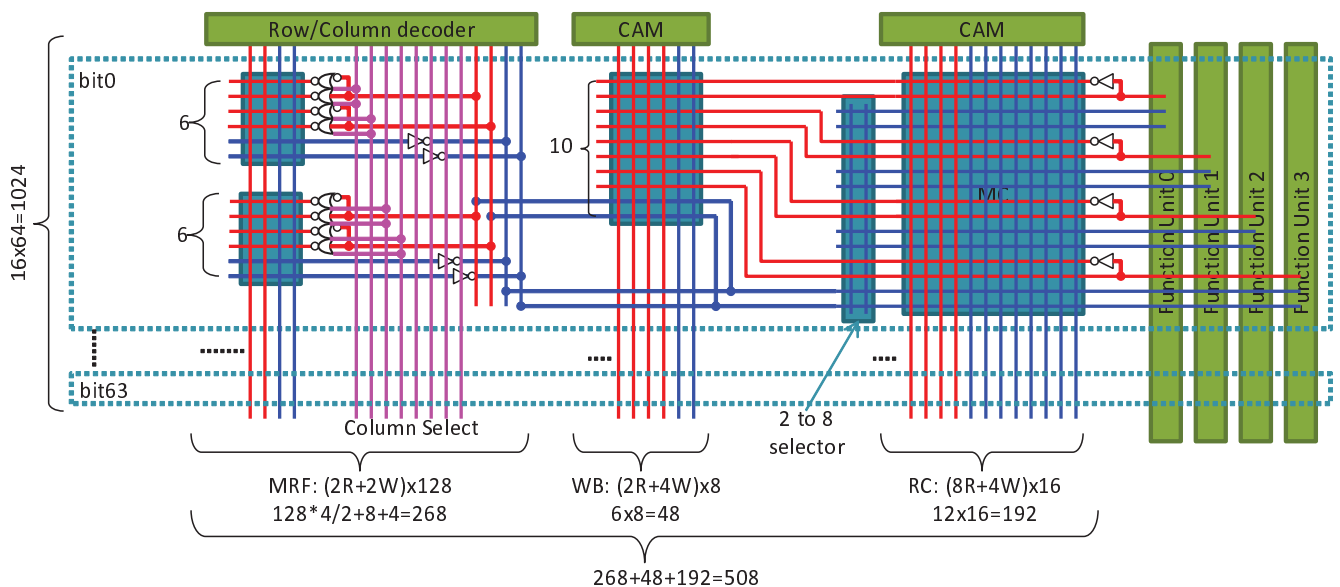 Row/Column decoder
CAM
CAM
bit0
6
6
10
MC
16x64=1024
Function Unit 0
Function Unit 1
Function Unit 2
Function Unit 3
bit63
Column Select
2 to 8
selector
MRF: (2R+2W)x128
128*4/2+8+4=268
WB: (2R+4W)x8
6x8=48
RC: (8R+4W)x16
12x16=192
268+48+192=508